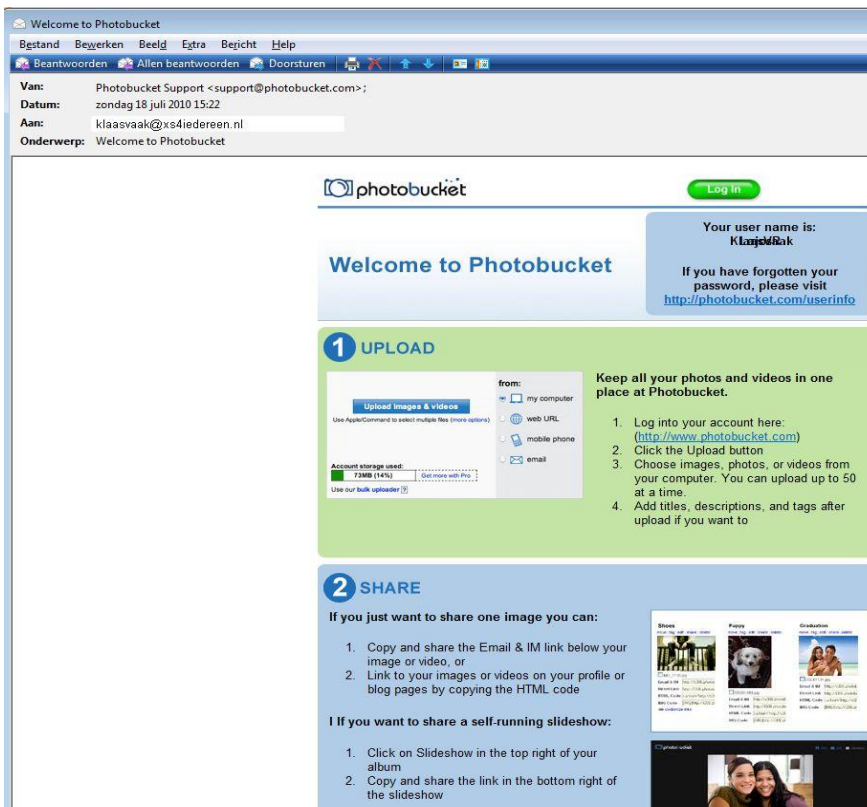 Welcome to Photobucket
Bestand Bewerken Beeld Extra Bericht Help
Beantwoorden Allen beantwoorden Doorsturen
Van: Photobucket Support <support@photobucket.com>;
Datum: zondag 18 juli 2010 15:22
Aan: klaasvaak@xs4iedereen.nl
Onderwerp: Welcome to Photobucket
photobucket
Log In
Your user name is:
Welcome to Photobucket
If you have forgotten your
password, please visit
http://photobucket.com/userinfo
1 UPLOAD
Upload images & videos
Use Apple/Command to select multiple files (more options)
Account storage used:
73MB (14%) Get more with Pro
Use our bulk uploader ?
from:
my computer
web URL
mobile phone
email
Keep all your photos and videos in one
place at Photobucket.
1. Log into your account here:
(http://www.photobucket.com)
2. Click the Upload button
3. Choose images, photos, or videos from
your computer. You can upload up to 50
at a time.
4. Add titles, descriptions, and tags after
upload if you want to
2 SHARE
If you just want to share one image you can:
1. Copy and share the Email & IM link below your
image or video, or
2. Link to your images or videos on your profile or
blog pages by copying the HTML code
I If you want to share a self-running slideshow:
1. Click on Slideshow in the top right of your
album
2. Copy and share the link in the bottom right of
the slideshow
Shoes Puppy Graduation